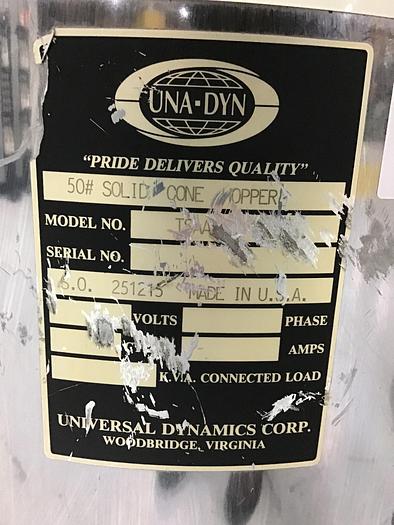 UNA-DYN
"PRIDE DELIVERS QUALITY"
50# SOLID CONE OPPER
MODEL NO.
SERIAL NO.
S.O. 251215 MADE IN U.S.A.
VOLTS PHASE
AMPS
K.V.A. CONNECTED LOAD
UNIVERSAL DYNAMICS CORP.
WOODBRIDGE, VIRGINIA